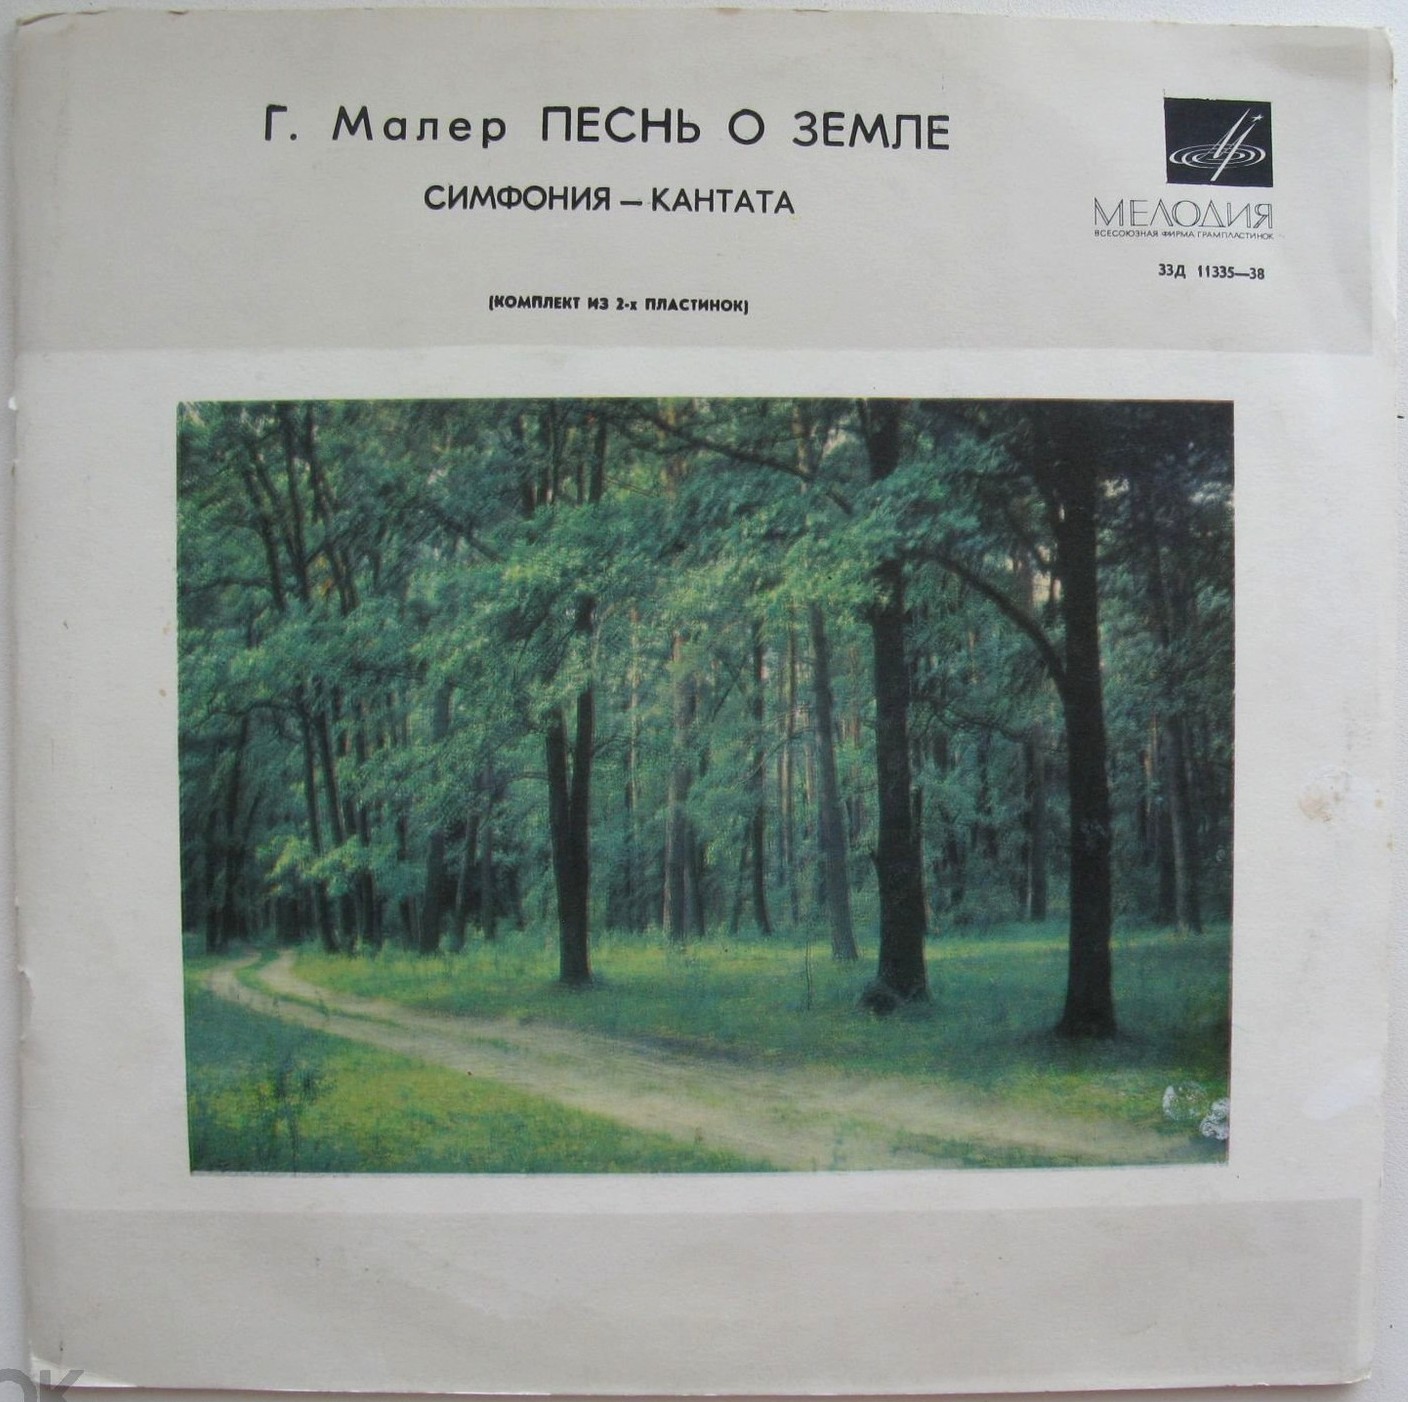 Г. Малер ПЕСНЬ О ЗЕМЛЕ
СИМФОНИЯ — КАНТАТА
(КОМПЛЕКТ ИЗ 2-х ПЛАСТИНОК)
МЕЛОДИЯ
ВСЕСОЮЗНАЯ ФИРМА ГРАМПЛАСТИНОК
33Д 11335—38